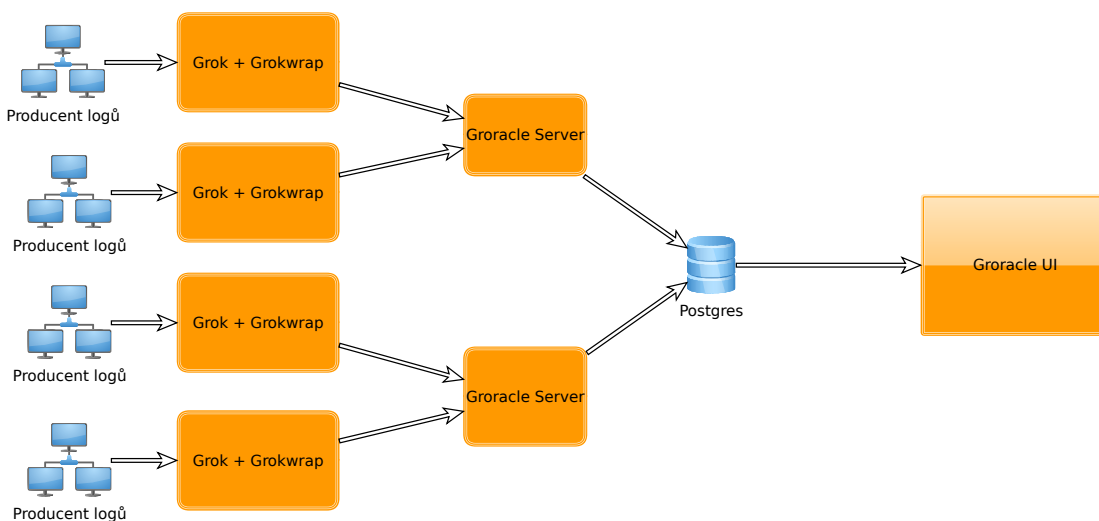 Grok + Grokwrap
Producent logů
Groracle Server
Grok + Grokwrap
Producent logů
Groracle UI
Postgres
Grok + Grokwrap
Producent logů
Groracle Server
Grok + Grokwrap
Producent logů